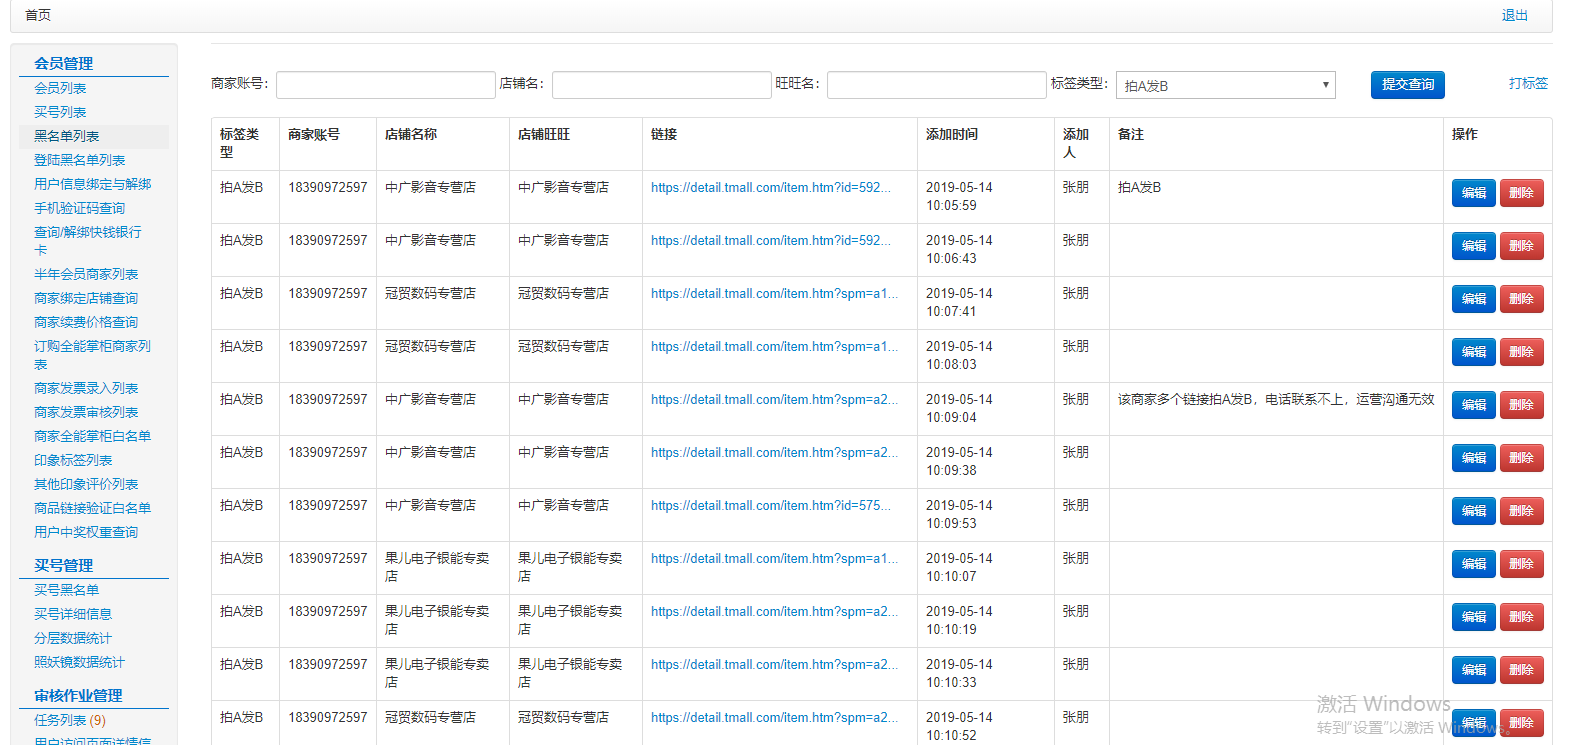 首页
退出
会员管理
会员列表
买号列表
黑名单列表
登陆黑名单列表
用户信息绑定与解绑
手机验证码查询
查询/解绑快钱银行
卡
半年会员商家列表
商家绑定店铺查询
商家续费价格查询
订购全能掌柜商家列
表
商家发票录入列表
商家发票审核列表
商家全能掌柜白名单
印象标签列表
其他印象评价列表
商品链接验证白名单
用户中奖权重查询
买号管理
买号黑名单
买号详细信息
分层数据统计
照妖镜数据统计
审核作业管理
任务列表 (9)
用户访问页面详情信
商家账号： 店铺名： 旺旺名： 标签类型： 拍A发B 提交查询 打标签
标签类型 商家账号 店铺名称 店铺旺旺 链接 添加时间 添加人 备注 操作
拍A发B 18390972597 中广影音专营店 中广影音专营店 https://detail.tmall.com/item.htm?id=592... 2019-05-14 10:05:59 张朋 拍A发B 编辑 删除
拍A发B 18390972597 中广影音专营店 中广影音专营店 https://detail.tmall.com/item.htm?id=592... 2019-05-14 10:06:43 张朋 编辑 删除
拍A发B 18390972597 冠贸数码专营店 冠贸数码专营店 https://detail.tmall.com/item.htm?spm=a1... 2019-05-14 10:07:41 张朋 编辑 删除
拍A发B 18390972597 冠贸数码专营店 冠贸数码专营店 https://detail.tmall.com/item.htm?spm=a1... 2019-05-14 10:08:03 张朋 编辑 删除
拍A发B 18390972597 中广影音专营店 中广影音专营店 https://detail.tmall.com/item.htm?spm=a2... 2019-05-14 10:09:04 张朋 该商家多个链接拍A发B，电话联系不上，运营沟通无效 编辑 删除
拍A发B 18390972597 中广影音专营店 中广影音专营店 https://detail.tmall.com/item.htm?spm=a2... 2019-05-14 10:09:38 张朋 编辑 删除
拍A发B 18390972597 中广影音专营店 中广影音专营店 https://detail.tmall.com/item.htm?id=575... 2019-05-14 10:09:53 张朋 编辑 删除
拍A发B 18390972597 果儿电子银能专卖店 果儿电子银能专卖店 https://detail.tmall.com/item.htm?spm=a1... 2019-05-14 10:10:07 张朋 编辑 删除
拍A发B 18390972597 果儿电子银能专卖店 果儿电子银能专卖店 https://detail.tmall.com/item.htm?spm=a2... 2019-05-14 10:10:19 张朋 编辑 删除
拍A发B 18390972597 果儿电子银能专卖店 果儿电子银能专卖店 https://detail.tmall.com/item.htm?spm=a2... 2019-05-14 10:10:33 张朋 编辑 删除
拍A发B 18390972597 冠贸数码专营店 冠贸数码专营店 https://detail.tmall.com/item.htm?spm=a2... 2019-05-14 10:10:52 张朋 编辑 删除
激活 Windows
转到"设置"以激活 Windows。